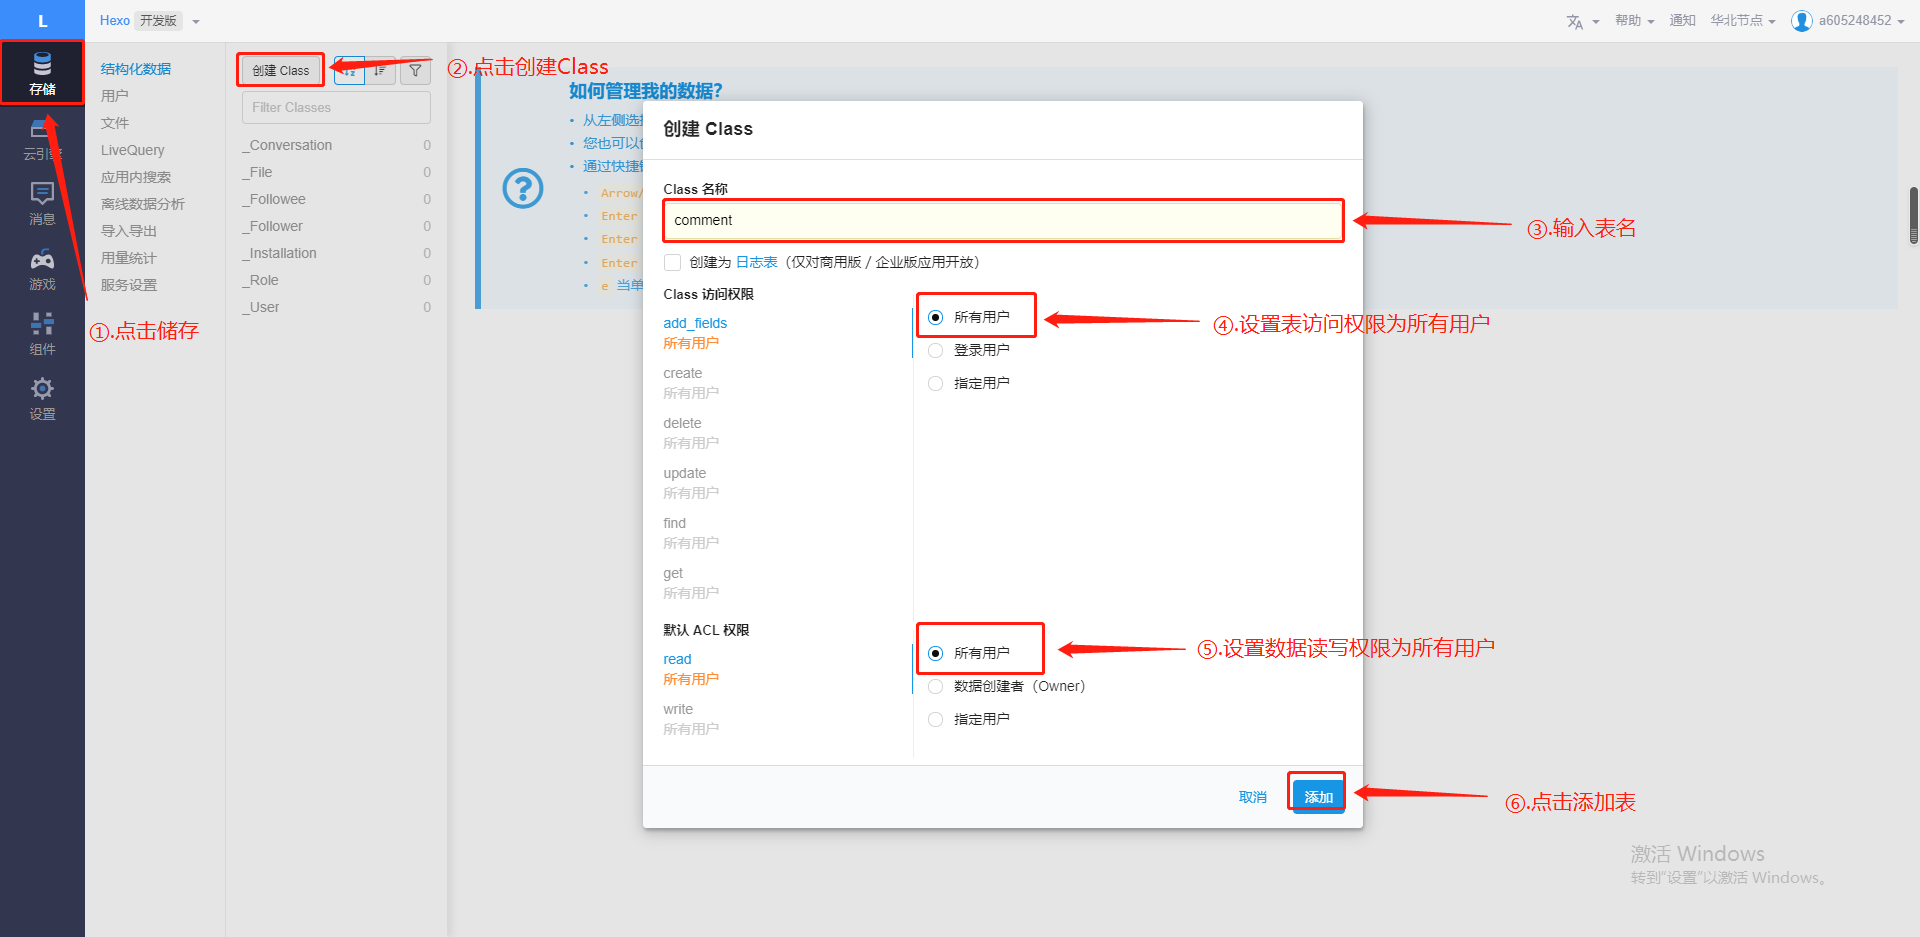 L
Hexo 开发版
帮助
通知
华北节点
a605248452
存储
云引擎
消息
游戏
组件
设置
结构化数据
用户
文件
LiveQuery
应用内搜索
离线数据分析
导入导出
用量统计
服务设置
①.点击储存
创建 Class
②.点击创建Class
Filter Classes
_Conversation 0
_File 0
_Followee 0
_Follower 0
_Installation 0
_Role 0
_User 0
如何管理我的数据?
• 从左侧选
• 您也可以
• 通过快捷
• Arrow/
• Enter
• Enter
• Enter
• e 当单
创建 Class
Class 名称
comment
③.输入表名
创建为 日志表（仅对商用版 / 企业版应用开放）
Class 访问权限
add_fields
所有用户
create
所有用户
delete
所有用户
update
所有用户
find
所有用户
get
所有用户
所有用户
登录用户
指定用户
④.设置表访问权限为所有用户
默认 ACL 权限
read
所有用户
write
所有用户
所有用户
数据创建者（Owner）
指定用户
⑤.设置数据读写权限为所有用户
取消
添加
⑥.点击添加表
激活 Windows
转到“设置”以激活 Windows。